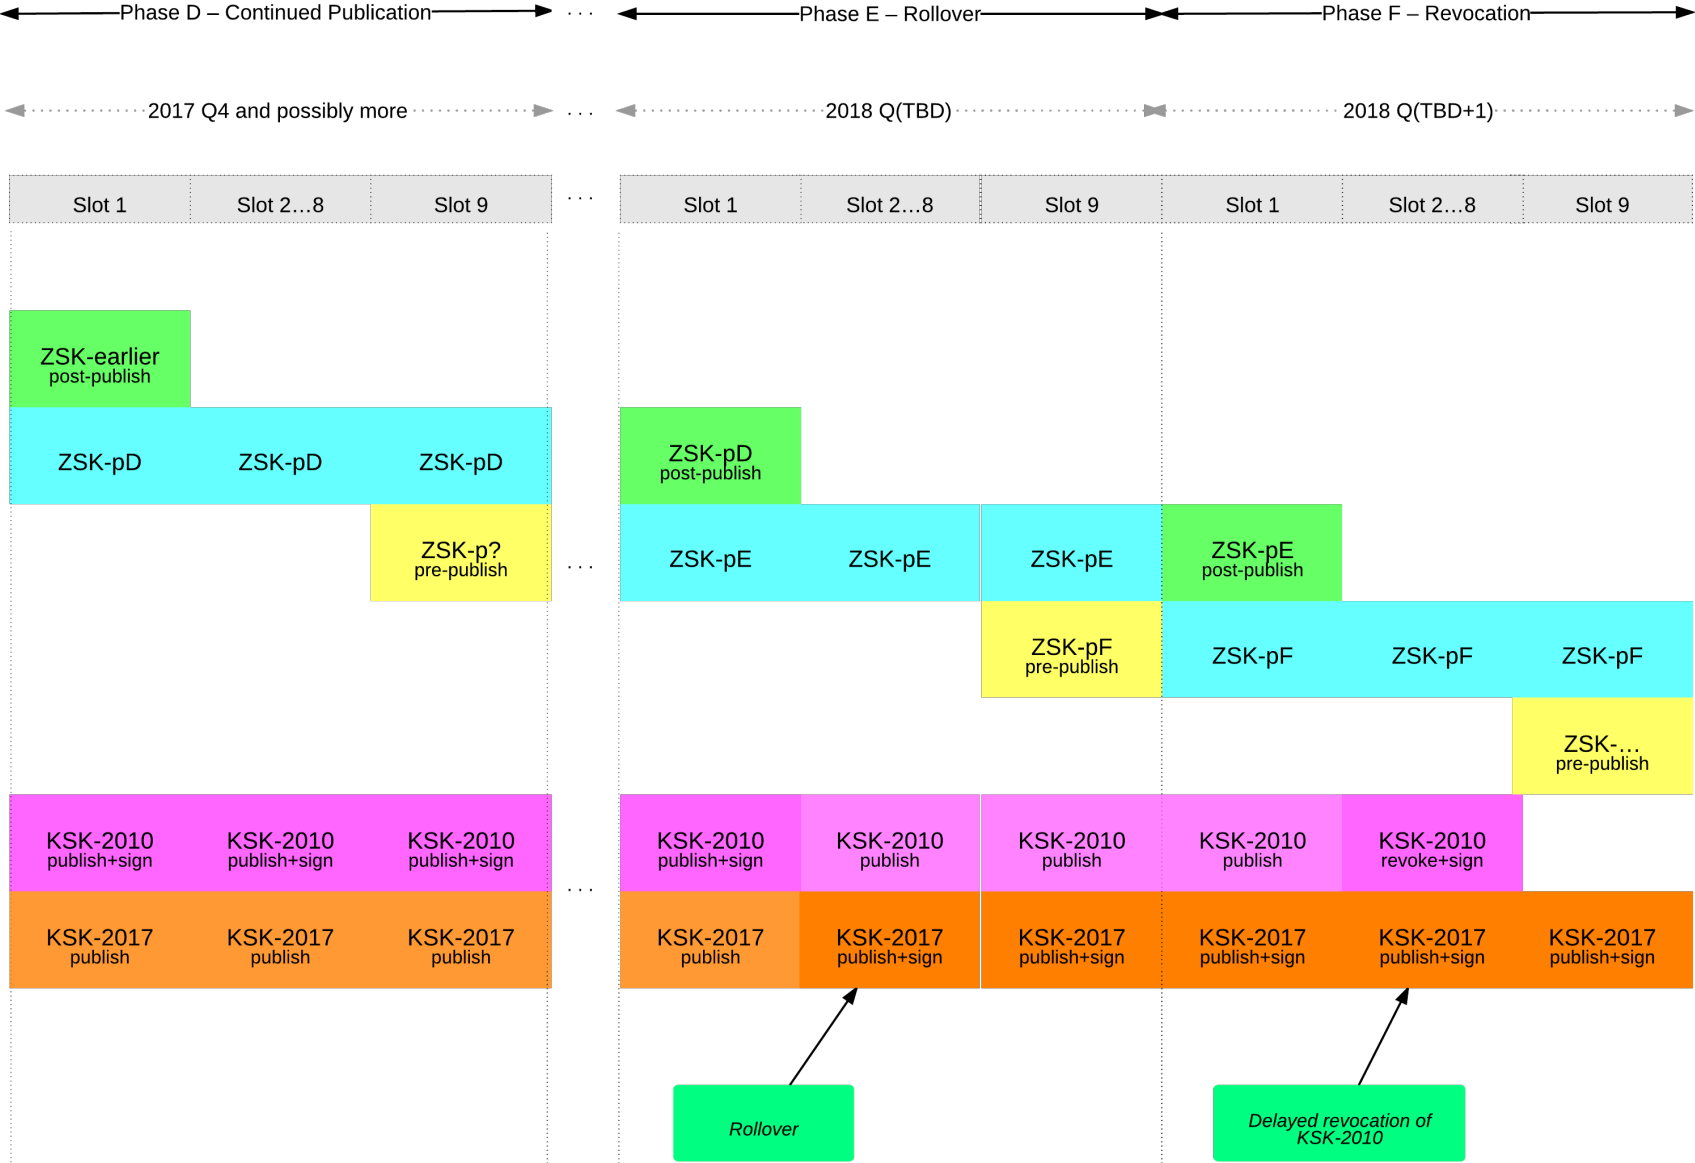 Phase D – Continued Publication
. . .
Phase E – Rollover
Phase F – Revocation
2017 Q4 and possibly more
. . .
2018 Q(TBD)
2018 Q(TBD+1)
Slot 1
Slot 2…8
Slot 9
. . .
Slot 1
Slot 2…8
Slot 9
Slot 1
Slot 2…8
Slot 9
ZSK-earlier
post-publish
ZSK-pD
ZSK-pD
ZSK-pD
ZSK-pD
post-publish
ZSK-p?
pre-publish
. . .
ZSK-pE
ZSK-pE
ZSK-pE
ZSK-pE
post-publish
ZSK-pF
pre-publish
ZSK-pF
ZSK-pF
ZSK-pF
ZSK-…
pre-publish
KSK-2010
publish+sign
KSK-2010
publish+sign
KSK-2010
publish+sign
KSK-2010
publish+sign
KSK-2010
publish
KSK-2010
publish
KSK-2010
publish
KSK-2010
revoke+sign
. . .
KSK-2017
publish
KSK-2017
publish
KSK-2017
publish
KSK-2017
publish
KSK-2017
publish+sign
KSK-2017
publish+sign
KSK-2017
publish+sign
KSK-2017
publish+sign
KSK-2017
publish+sign
Rollover
Delayed revocation of
KSK-2010